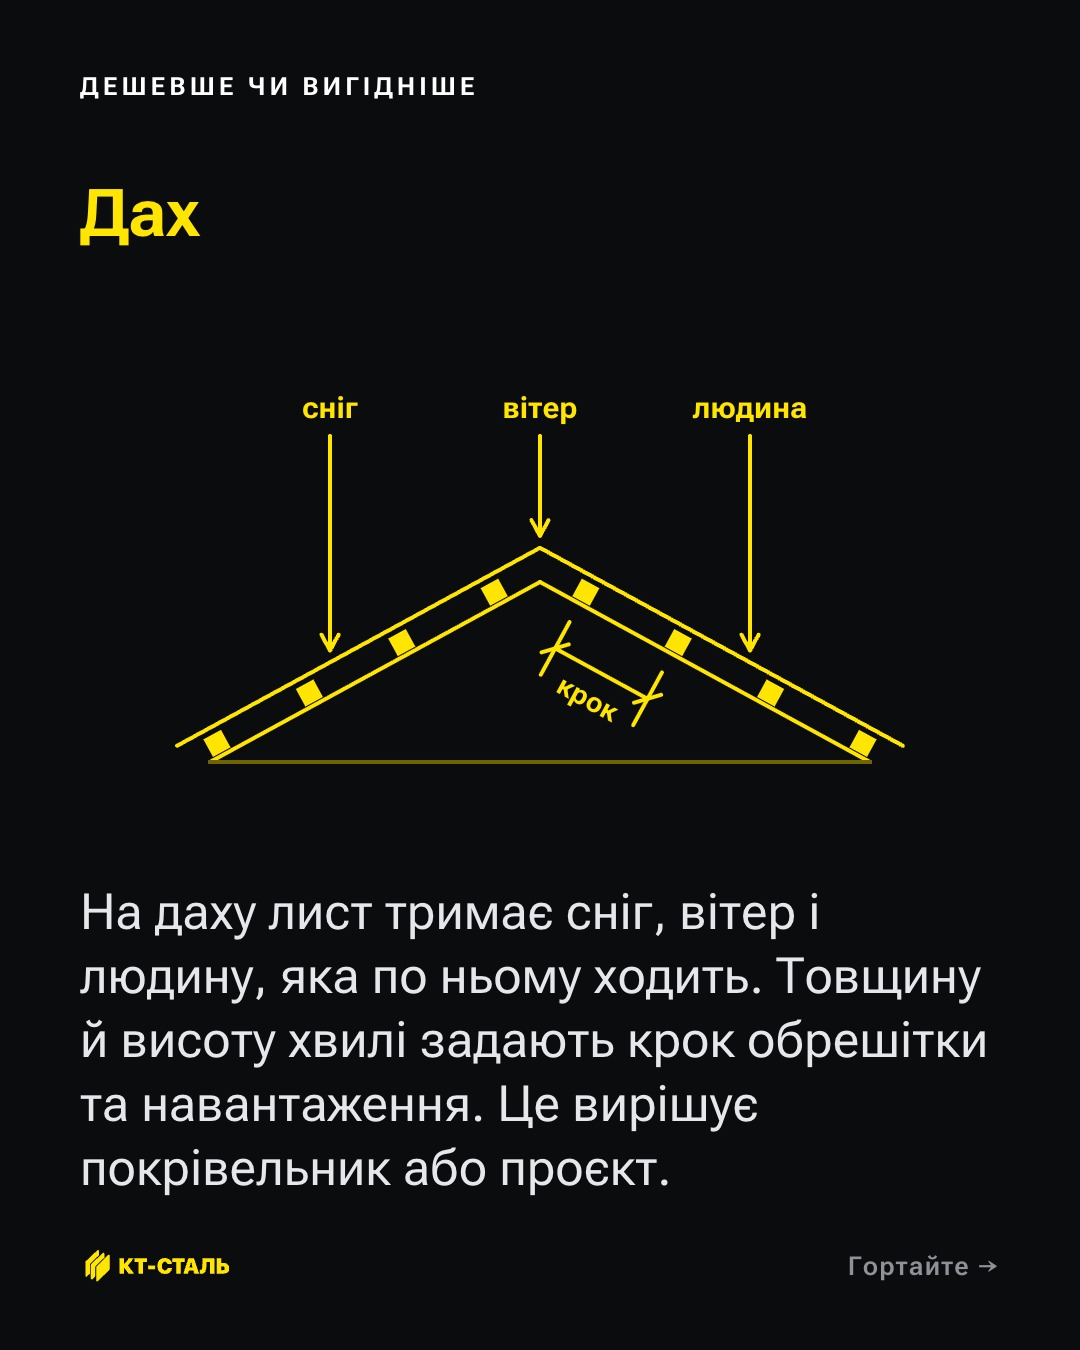 ДЕШЕВШЕ ЧИ ВИГІДНІШЕ
Дах
сніг
вітер
людина
крок
На даху лист тримає сніг, вітер і
людину, яка по ньому ходить. Товщину
й висоту хвилі задають крок обрешітки
та навантаження. Це вирішує
покрівельник або проєкт.
КТ-СТАЛЬ
Гортайте →